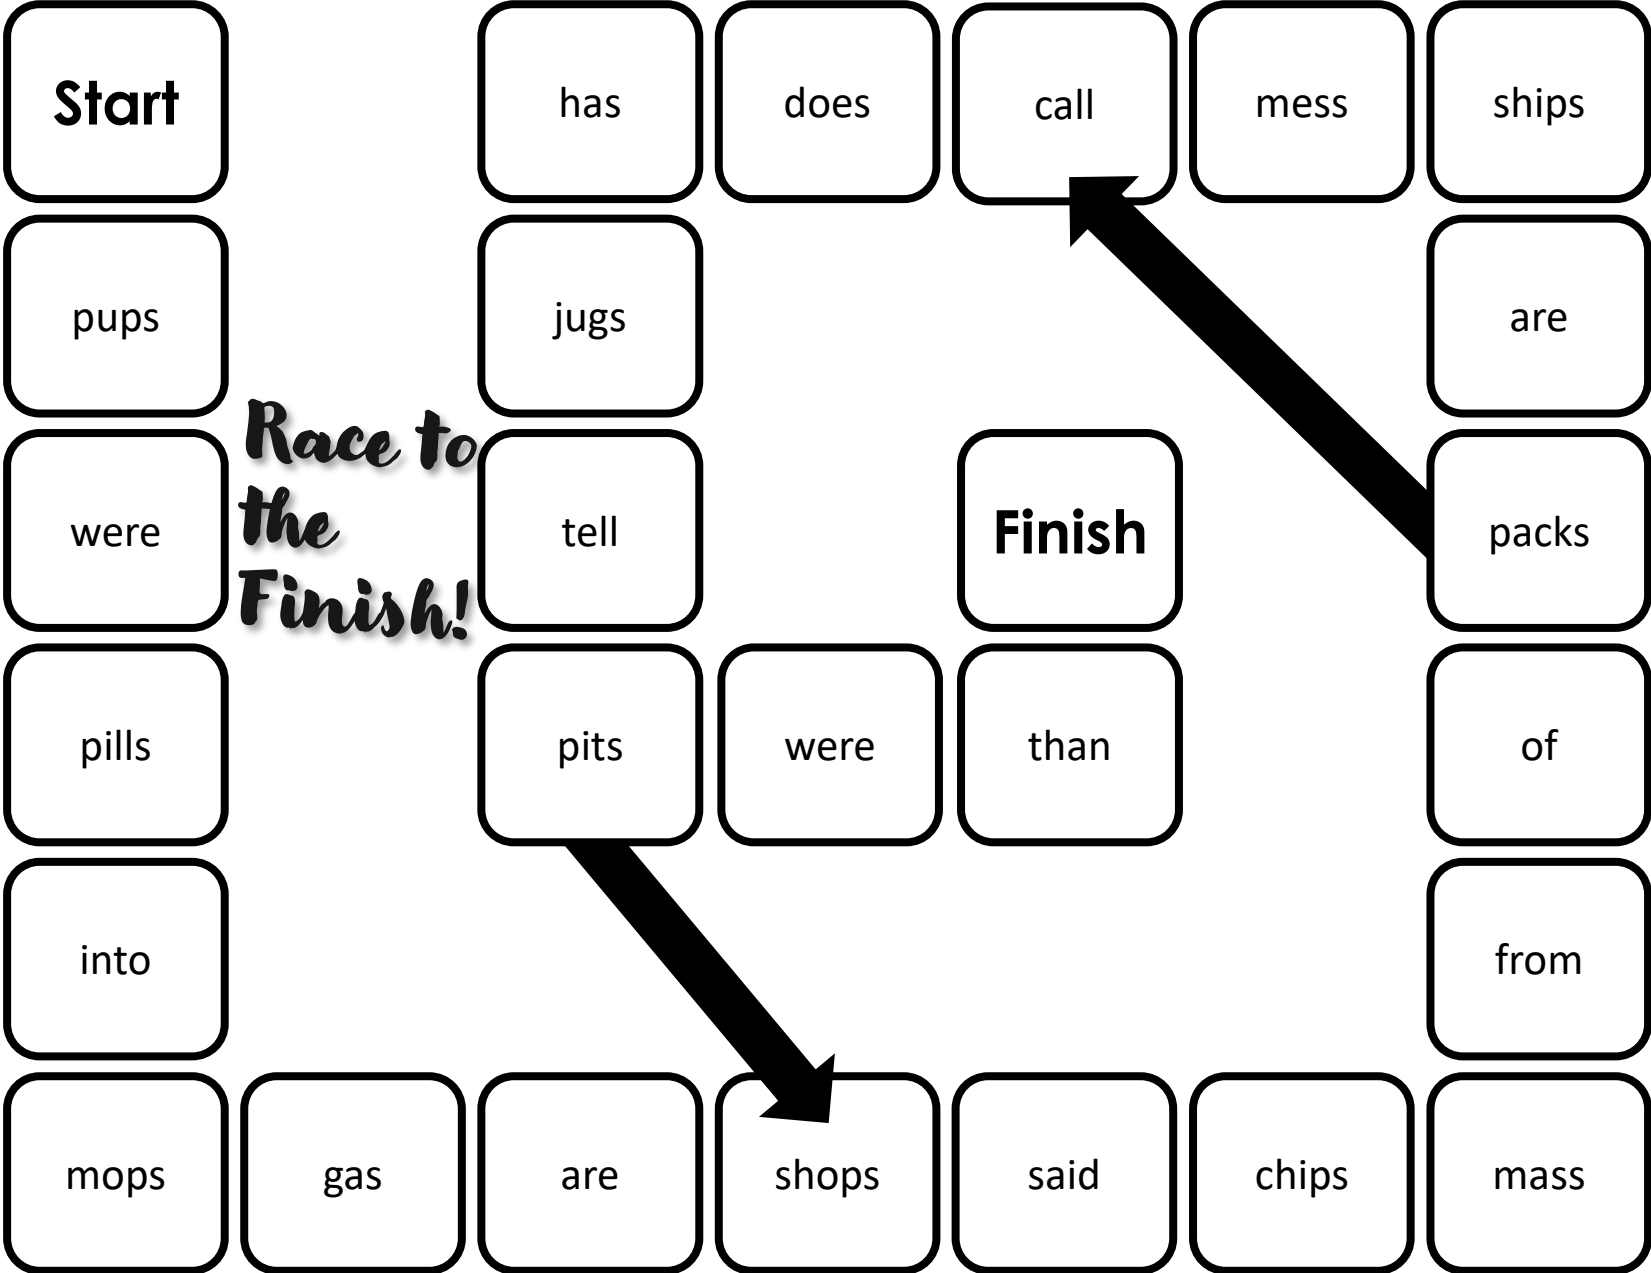 Start
has
does
call
mess
ships
pups
jugs
are
Race to
the
Finish!
were
tell
Finish
packs
pills
pits
were
than
of
into
from
mops
gas
are
shops
said
chips
mass